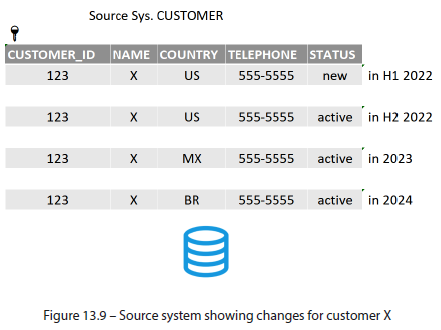 Source Sys. CUSTOMER
CUSTOMER_ID NAME COUNTRY TELEPHONE STATUS
123 X US 555-5555 new in H1 2022
123 X US 555-5555 active in H2 2022
123 X MX 555-5555 active in 2023
123 X BR 555-5555 active in 2024
Figure 13.9 – Source system showing changes for customer X